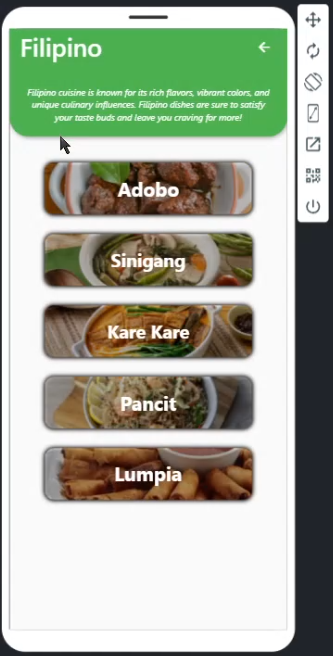 Filipino
Filipino cuisine is known for its rich flavors, vibrant colors, and
unique culinary influences. Filipino dishes are sure to satisfy
your taste buds and leave you craving for more!
Adobo
Sinigang
Kare Kare
Pancit
Lumpia